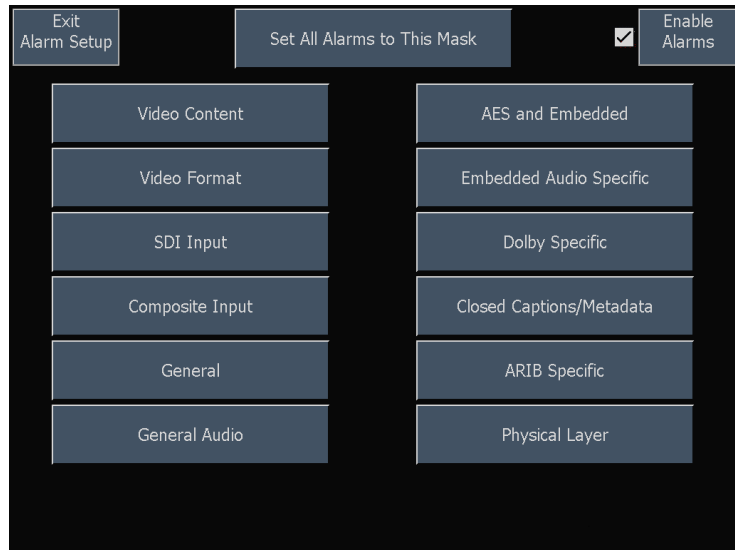 Exit
Alarm Setup
Set All Alarms to This Mask
Enable
Alarms
Video Content
AES and Embedded
Video Format
Embedded Audio Specific
SDI Input
Dolby Specific
Composite Input
Closed Captions/Metadata
General
ARIB Specific
General Audio
Physical Layer